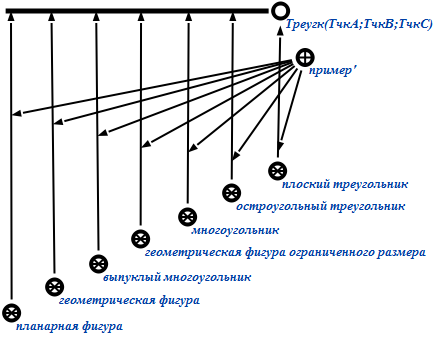 Треугк(ТчкА;ТчкВ;ТчкС)
пример'
плоский треугольник
остроугольный треугольник
многоугольник
геометрическая фигура ограниченного размера
выпуклый многоугольник
геометрическая фигура
планарная фигура